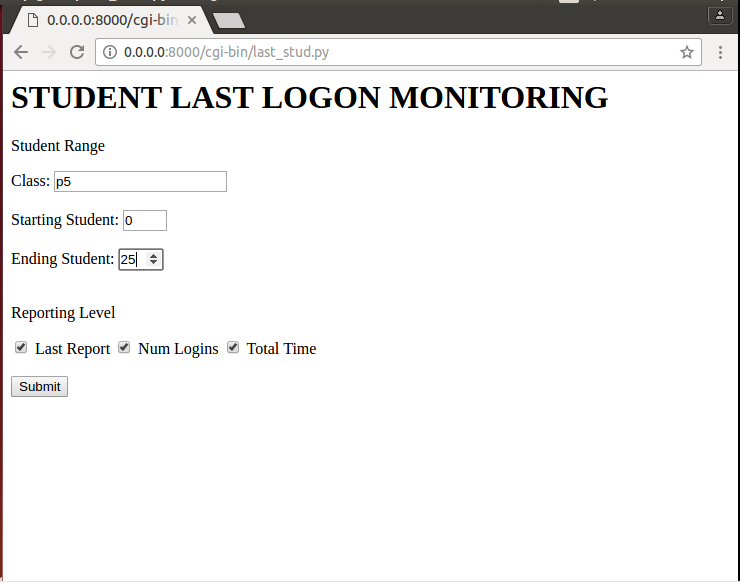 0.0.0.0:8000/cgi-bin
0.0.0.0:8000/cgi-bin/last_stud.py
STUDENT LAST LOGON MONITORING
Student Range
Class: p5
Starting Student: 0
Ending Student: 25
Reporting Level
Last Report Num Logins Total Time
Submit